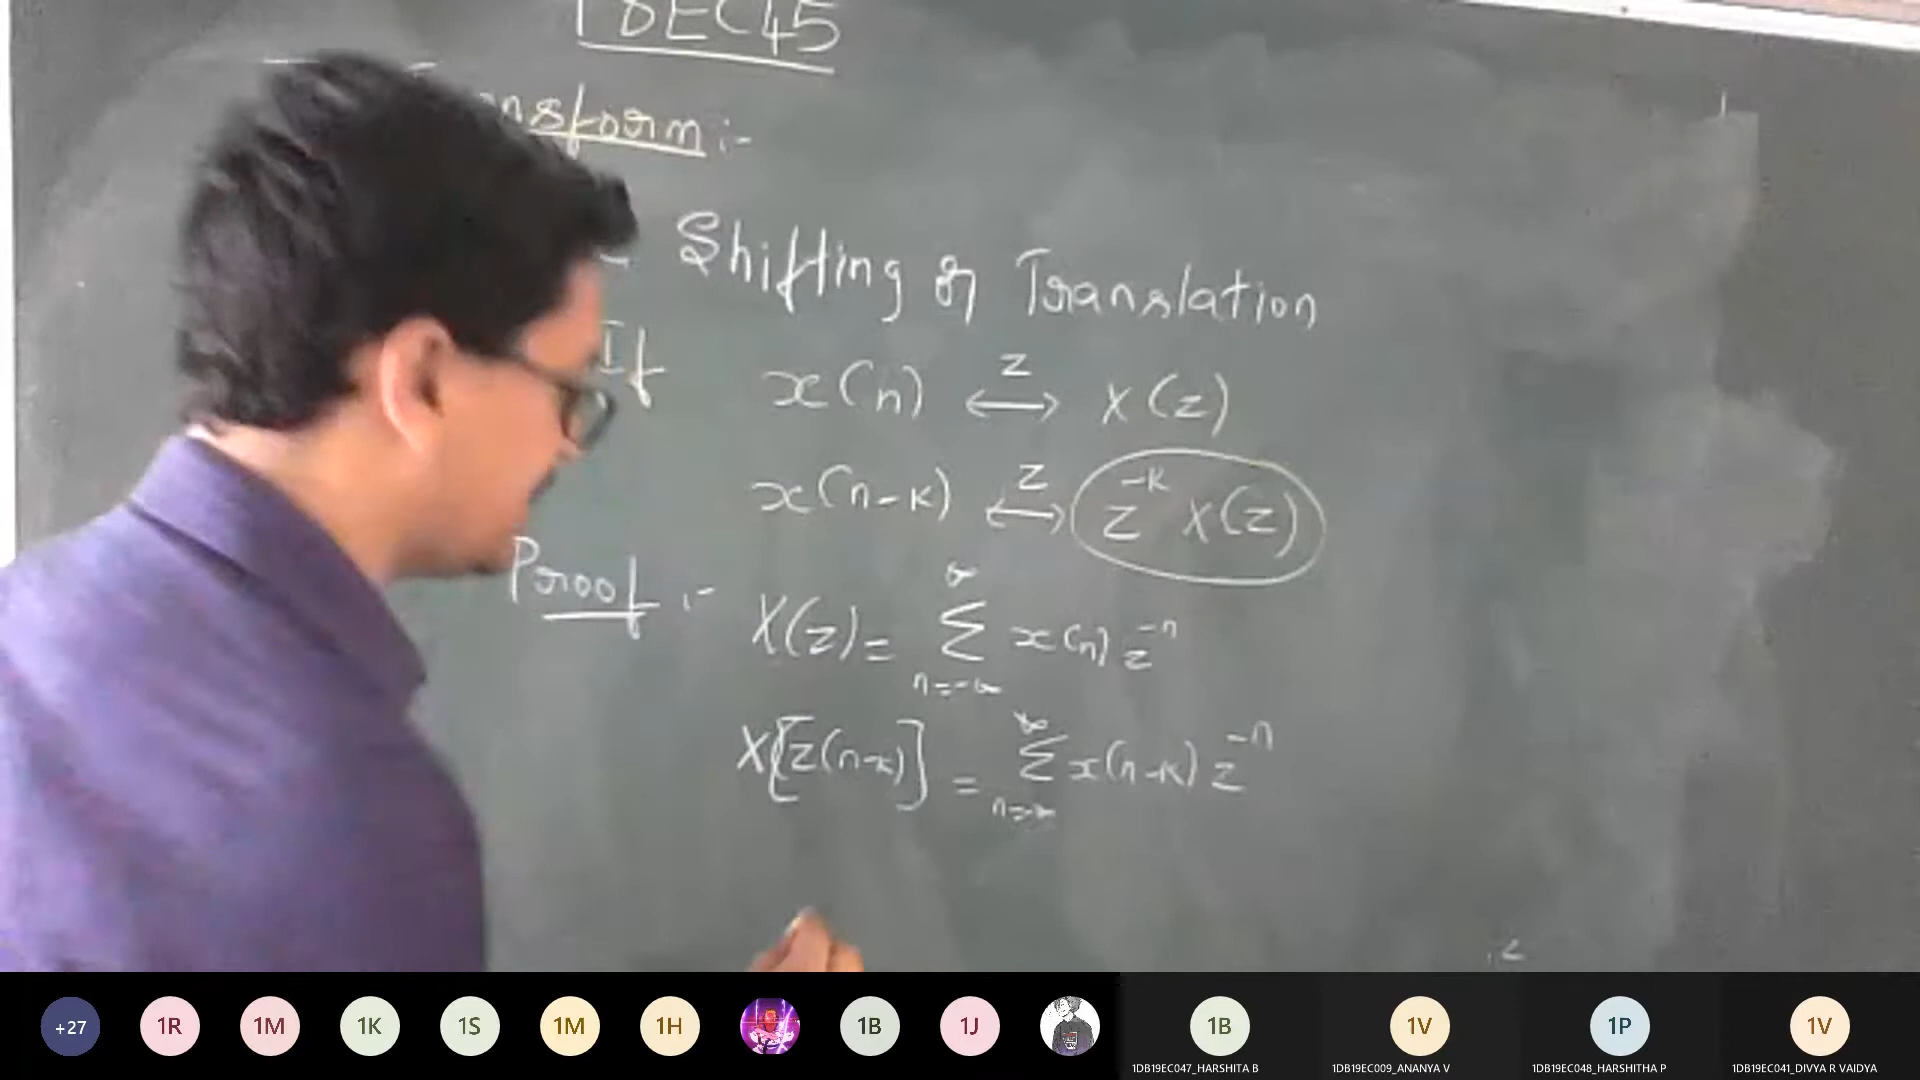 18EC45
ansform:-
- Shifting or Translation
If x(n) ⟷ᶻ X(z)
x(n-k) ⟷ᶻ z^-k X(z)
Proof :- X(z) = ∞ Σ n=-∞ x(n) z^-n
X[z(n-k)] = ∞ Σ n=-∞ x(n-k) z^-n
+27 1R 1M 1K 1S 1M 1H 1B 1J 1B 1V 1P 1V
1DB19EC047_HARSHITA B 1DB19EC009_ANANYA V 1DB19EC048_HARSHITHA P 1DB19EC041_DIVYA R VAIDYA